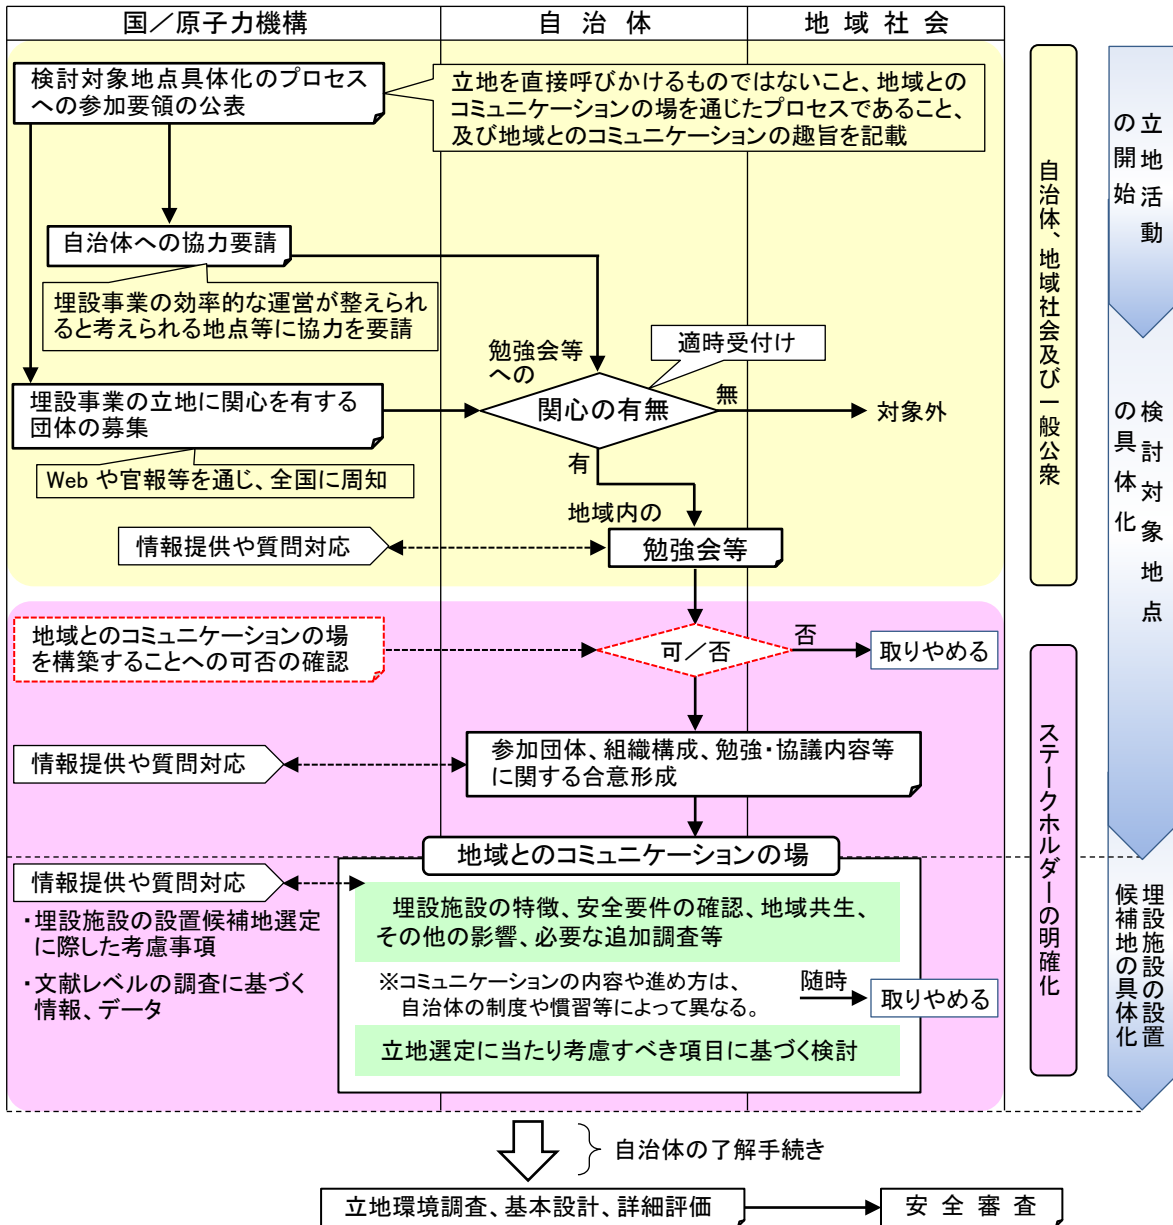 国／原子力機構
自 治 体
地 域 社 会
検討対象地点具体化のプロセス
への参加要領の公表
立地を直接呼びかけるものではないこと、地域との
コミュニケーションの場を通じたプロセスであること、
及び地域とのコミュニケーションの趣旨を記載
自治体への協力要請
埋設事業の効率的な運営が整えられ
ると考えられる地点等に協力を要請
勉強会等
への
適時受付け
埋設事業の立地に関心を有する
団体の募集
関心の有無
無
対象外
Web や官報等を通じ、全国に周知
有
地域内の
情報提供や質問対応
勉強会等
地域とのコミュニケーションの場
を構築することへの可否の確認
可／否
否
取りやめる
情報提供や質問対応
参加団体、組織構成、勉強・協議内容等
に関する合意形成
地域とのコミュニケーションの場
情報提供や質問対応
・埋設施設の設置候補地選定
に際した考慮事項
・文献レベルの調査に基づく
情報、データ
埋設施設の特徴、安全要件の確認、地域共生、
その他の影響、必要な追加調査等
※コミュニケーションの内容や進め方は、
自治体の制度や慣習等によって異なる。
随時
取りやめる
立地選定に当たり考慮すべき項目に基づく検討
自治体、地域社会及び一般公衆
ステークホルダーの明確化
立地活動
の開始
検討対象地点
の具体化
埋設施設の設置
候補地の具体化
自治体の了解手続き
立地環境調査、基本設計、詳細評価
安 全 審 査